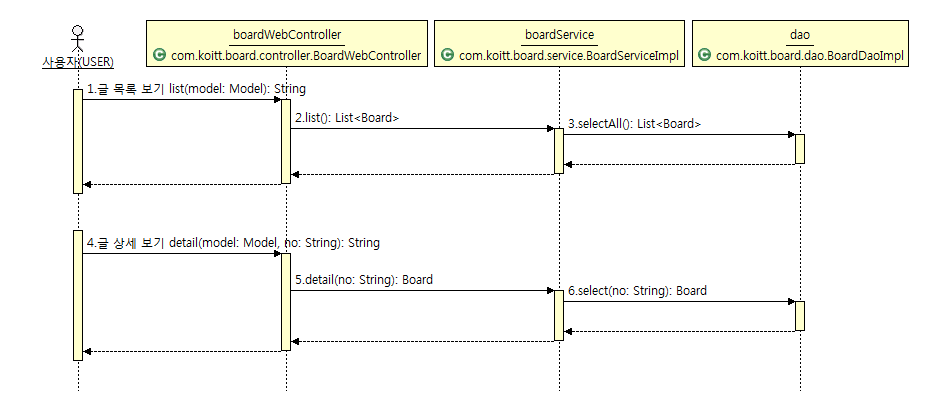 boardWebController
com.koitt.board.controller.BoardWebController
boardService
com.koitt.board.service.BoardServiceImpl
dao
com.koitt.board.dao.BoardDaoImpl
사용자(USER)
1.글 목록 보기 list(model: Model): String
2.list(): List<Board>
3.selectAll(): List<Board>
4.글 상세 보기 detail(model: Model, no: String): String
5.detail(no: String): Board
6.select(no: String): Board